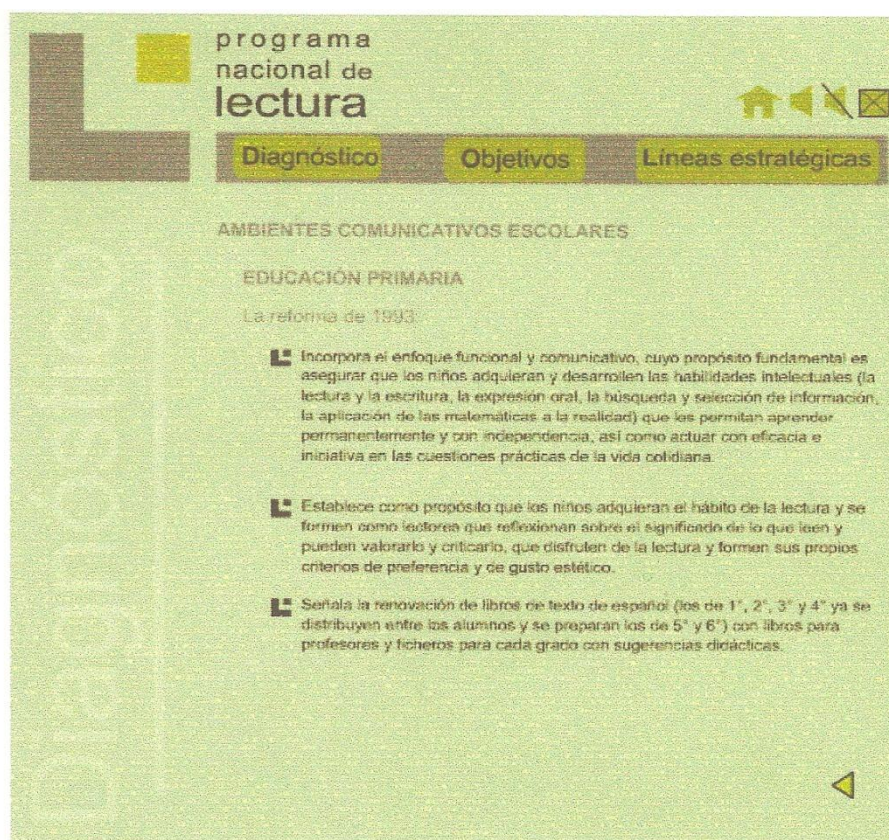 programa
nacional de
lectura
Diagnóstico
Objetivos
Líneas estratégicas
AMBIENTES COMUNICATIVOS ESCOLARES
EDUCACIÓN PRIMARIA
La reforma de 1993:
Incorpora el enfoque funcional y comunicativo, cuyo propósito fundamental es
asegurar que los niños adquieran y desarrollen las habilidades intelectuales (la
lectura y la escritura, la expresión oral, la búsqueda y selección de información,
la aplicación de las matemáticas a la realidad) que les permitan aprender
permanentemente y con independencia, así como actuar con eficacia e
iniciativa en las cuestiones prácticas de la vida cotidiana.
Establece como propósito que los niños adquieran el hábito de la lectura y se
formen como lectores que reflexionan sobre el significado de lo que leen y
pueden valorarlo y criticarlo, que disfruten de la lectura y formen sus propios
criterios de preferencia y de gusto estético.
Señala la renovación de libros de texto de español (los de 1°, 2°, 3° y 4° ya se
distribuyen entre los alumnos y se preparan los de 5° y 6°) con libros para
profesores y ficheros para cada grado con sugerencias didácticas.
Diagnóstico